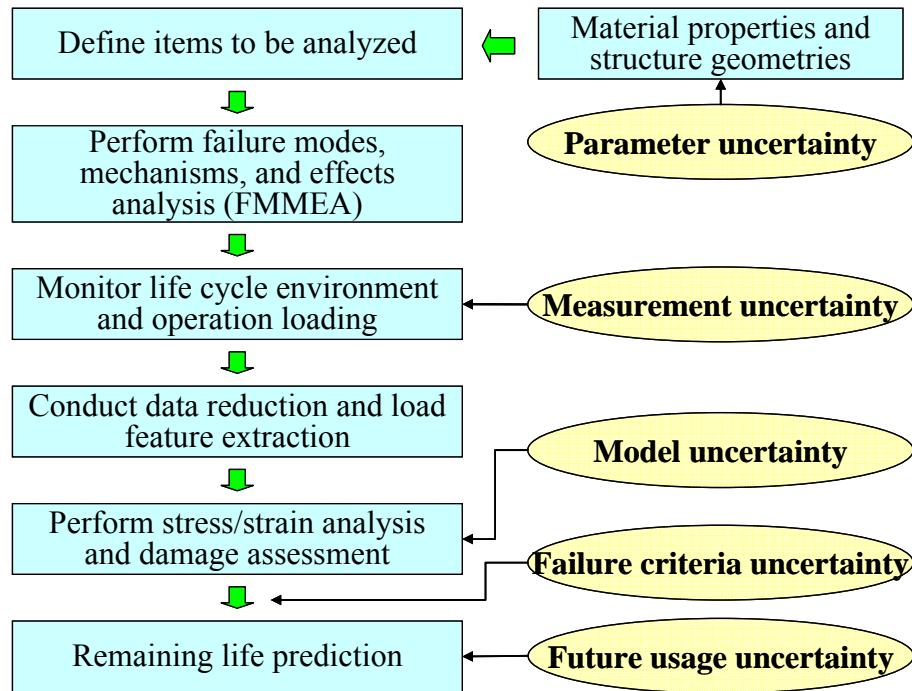 Define items to be analyzed
Material properties and
structure geometries
Parameter uncertainty
Perform failure modes,
mechanisms, and effects
analysis (FMMEA)
Monitor life cycle environment
and operation loading
Measurement uncertainty
Conduct data reduction and load
feature extraction
Model uncertainty
Perform stress/strain analysis
and damage assessment
Failure criteria uncertainty
Remaining life prediction
Future usage uncertainty